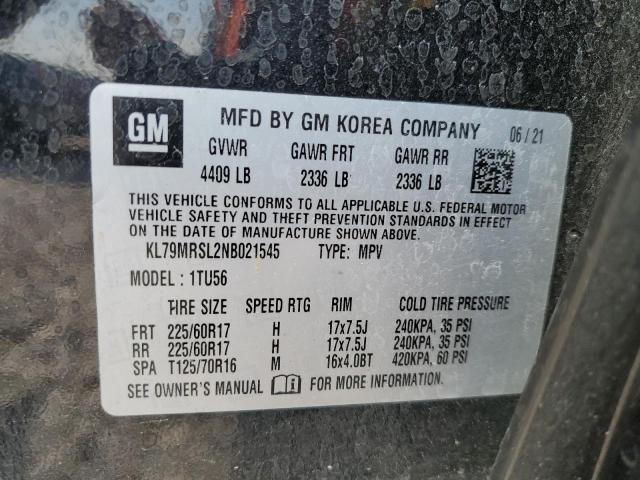 GM MFD BY GM KOREA COMPANY 06/21
GVWR GAWR FRT GAWR RR
4409 LB 2336 LB 2336 LB
THIS VEHICLE CONFORMS TO ALL APPLICABLE U.S. FEDERAL MOTOR
VEHICLE SAFETY AND THEFT PREVENTION STANDARDS IN EFFECT
ON THE DATE OF MANUFACTURE SHOWN ABOVE.
KL79MRSL2NB021545 TYPE: MPV
MODEL: 1TU56
TIRE SIZE SPEED RTG RIM COLD TIRE PRESSURE
FRT 225/60R17 H 17x7.5J 240KPA, 35 PSI
RR 225/60R17 H 17x7.5J 240KPA, 35 PSI
SPA T125/70R16 M 16x4.0BT 420KPA, 60 PSI
SEE OWNER'S MANUAL FOR MORE INFORMATION.